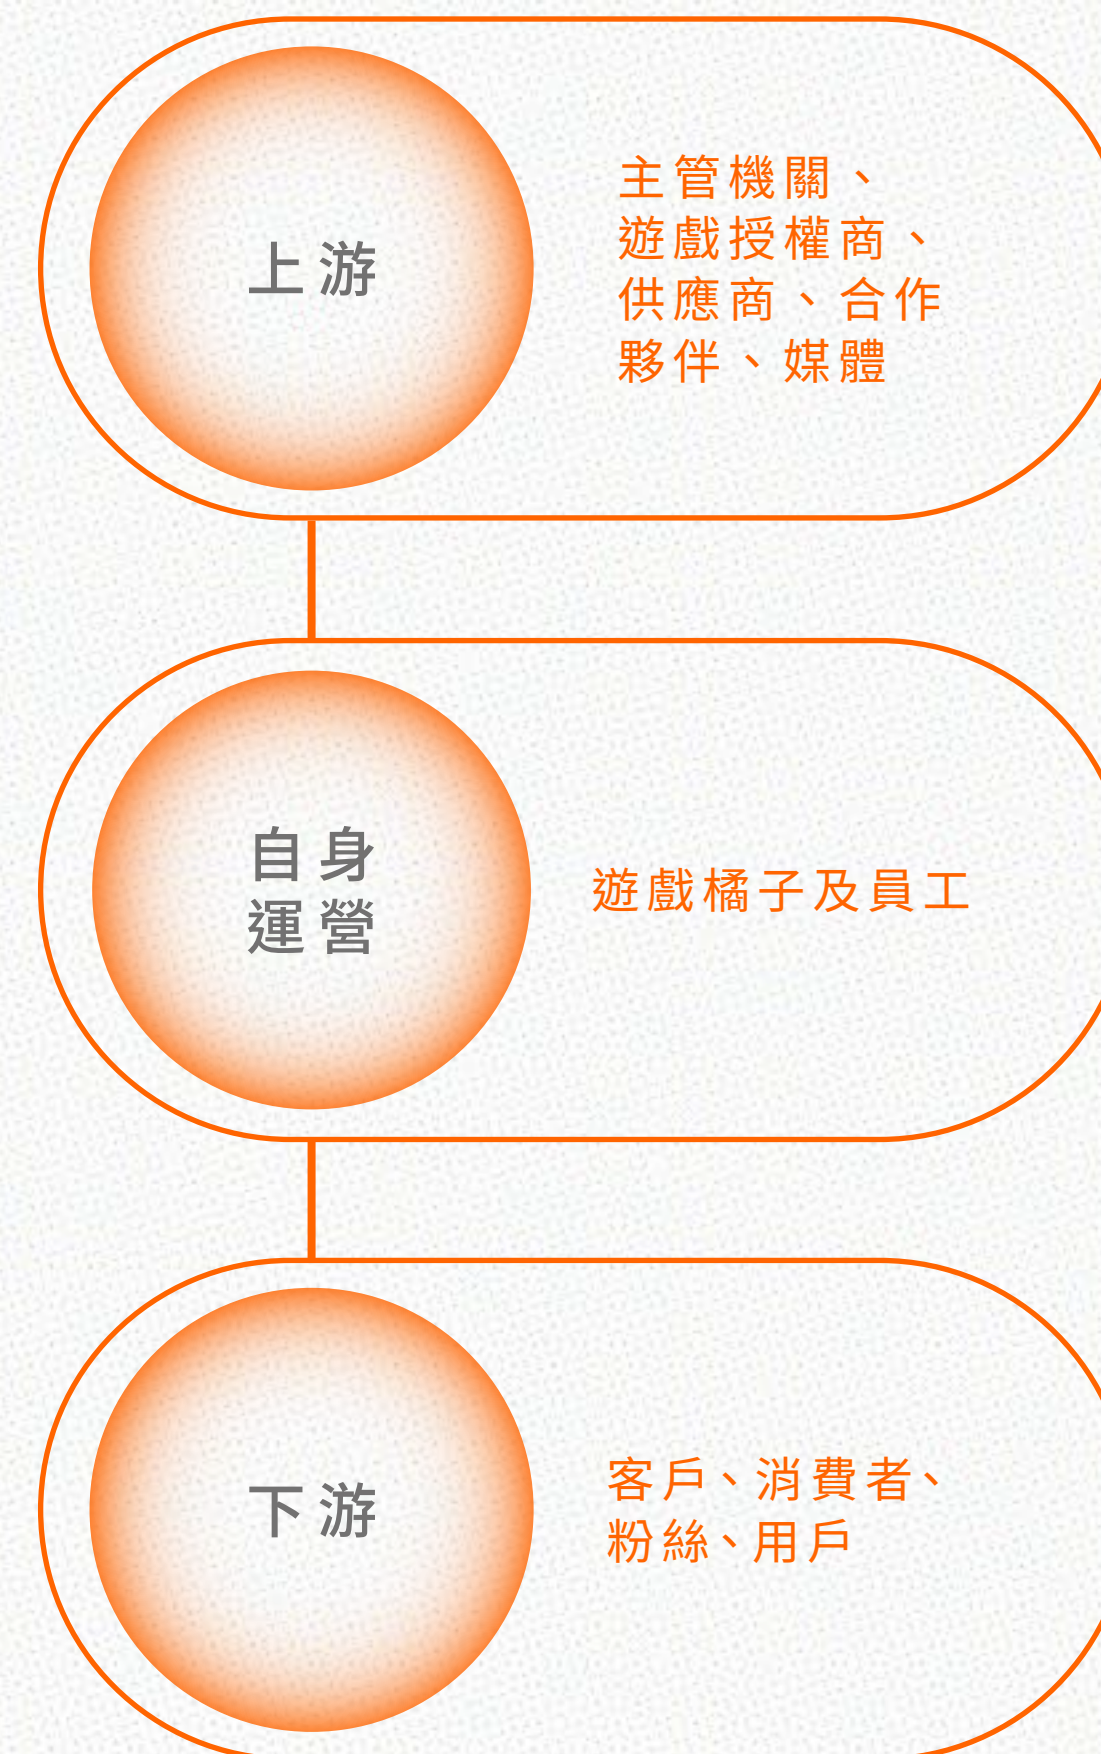 上游
主管機關、
遊戲授權商、
供應商、合作
夥伴、媒體
自身
運營
遊戲橘子及員工
下游
客戶、消費者、
粉絲、用戶